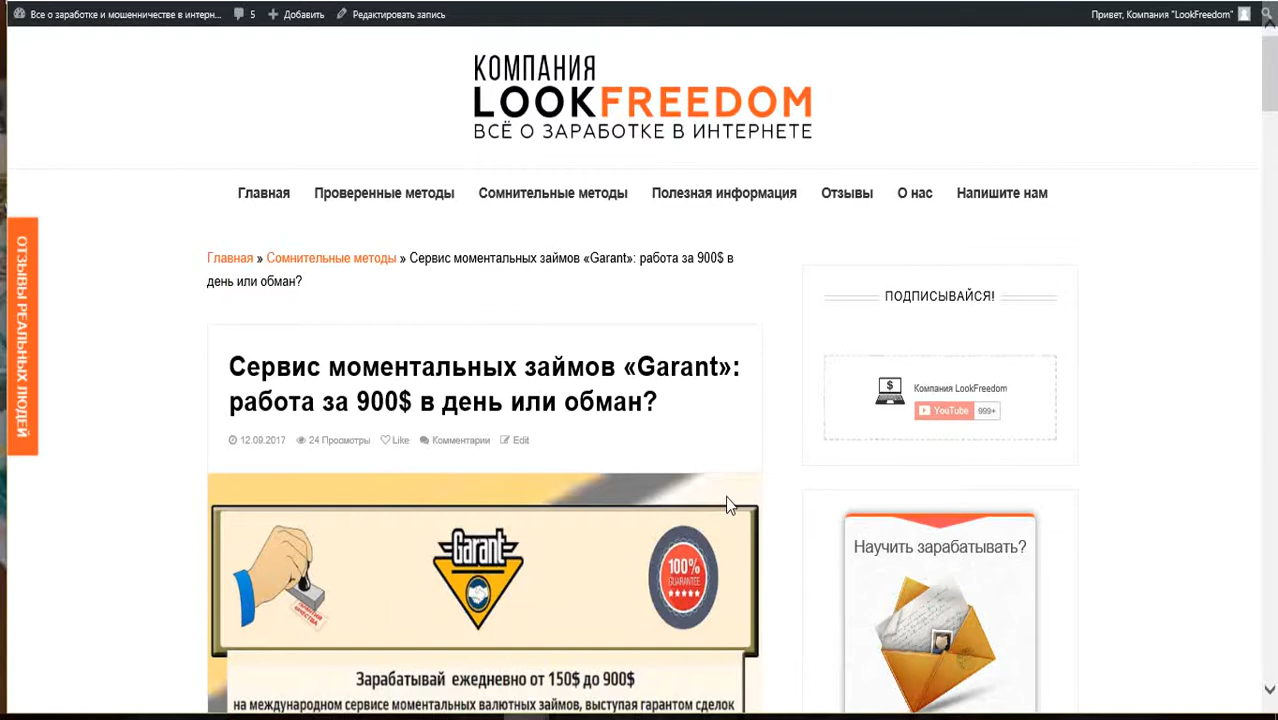 Все о заработке и мошенничестве в интерн...
5
Добавить
Редактировать запись
Привет, Компания "LookFreedom"
КОМПАНИЯ
LOOKFREEDOM
ВСЁ О ЗАРАБОТКЕ В ИНТЕРНЕТЕ
Главная
Проверенные методы
Сомнительные методы
Полезная информация
Отзывы
О нас
Напишите нам
ОТЗЫВЫ РЕАЛЬНЫХ ЛЮДЕЙ
Главная » Сомнительные методы » Сервис моментальных займов «Garant»: работа за 900$ в
день или обман?
Сервис моментальных займов «Garant»:
работа за 900$ в день или обман?
12.09.2017
24 Просмотры
Like
Комментарии
Edit
Garant
100%
GUARANTEE
Зарабатывай ежедневно от 150$ до 900$
на международном сервисе моментальных валютных займов, выступая гарантом сделок
ПОДПИСЫВАЙСЯ!
$
Компания LookFreedom
YouTube
999+
Научить зарабатывать?